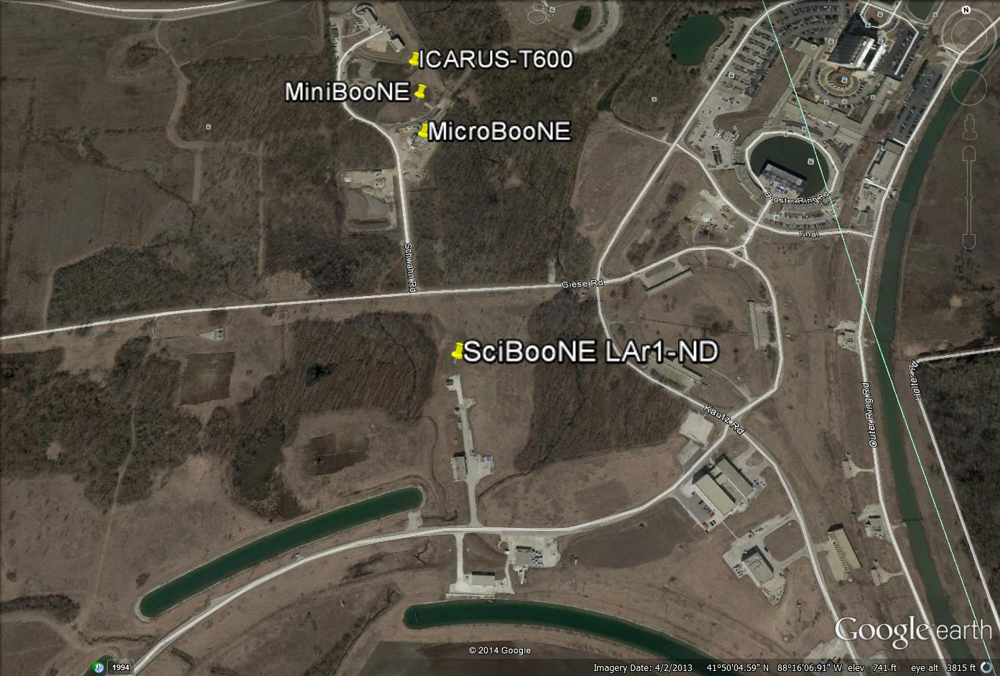 N
ICARUS-T600
MiniBooNE
MicroBooNE
Booster Ring Rd
Fnal
Schwann Rd
Giese Rd
SciBooNE LAr1-ND
Holter Rd
Outer Ring Rd
Kautz Rd
Google earth
© 2014 Google
1994
Imagery Date: 4/2/2013 41°50'04.59" N 88°16'06.91" W elev 741 ft eye alt 3815 ft